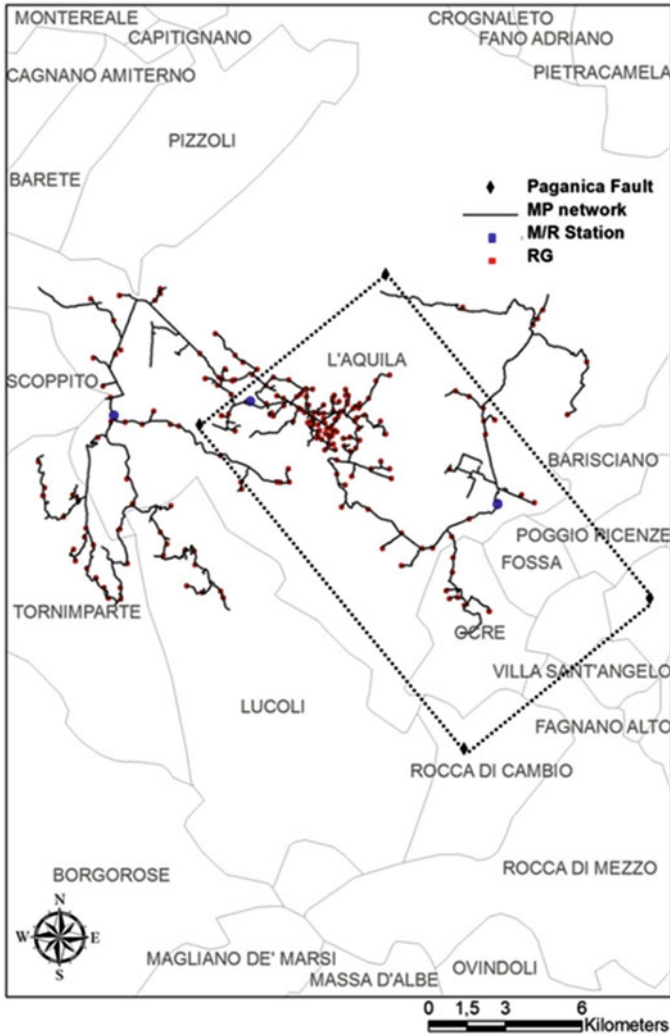 MONTEREALE
CROGNALETO
CAPITIGNANO
FANO ADRIANO
CAGNANO AMITERNO
PIETRACAMELA
PIZZOLI
BARETE
Paganica Fault
MP network
M/R Station
RG
L'AQUILA
SCOPPITO
BARISCIANO
POGGIO PICENZE
FOSSA
TORNIMPARTE
OCRE
VILLA SANT'ANGELO
LUCOLI
FAGNANO ALTO
ROCCA DI CAMBIO
BORGOROSE
ROCCA DI MEZZO
N
W E
S
MAGLIANO DE' MARSI
OVINDOLI
MASSA D'ALBE
0 1,5 3 6
Kilometers